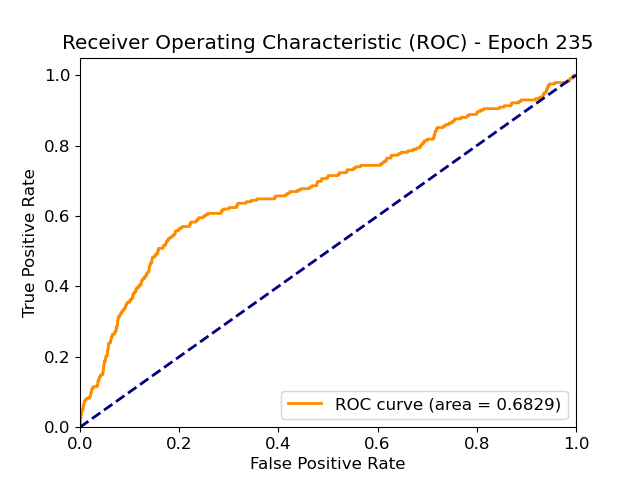 Receiver Operating Characteristic (ROC) - Epoch 235
True Positive Rate
1.0
0.8
0.6
0.4
0.2
0.0
ROC curve (area = 0.6829)
0.0 0.2 0.4 0.6 0.8 1.0
False Positive Rate